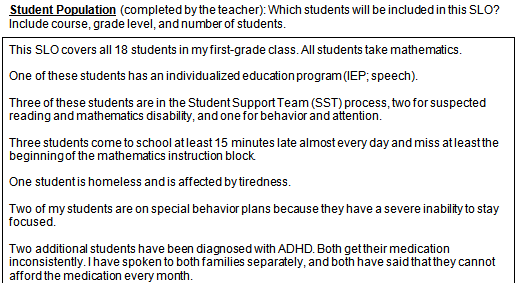 Student Population (completed by the teacher): Which students will be included in this SLO?
Include course, grade level, and number of students.
This SLO covers all 18 students in my first-grade class. All students take mathematics.
One of these students has an individualized education program (IEP; speech).
Three of these students are in the Student Support Team (SST) process, two for suspected
reading and mathematics disability, and one for behavior and attention.
Three students come to school at least 15 minutes late almost every day and miss at least the
beginning of the mathematics instruction block.
One student is homeless and is affected by tiredness.
Two of my students are on special behavior plans because they have a severe inability to stay
focused.
Two additional students have been diagnosed with ADHD. Both get their medication
inconsistently. I have spoken to both families separately, and both have said that they cannot
afford the medication every month.